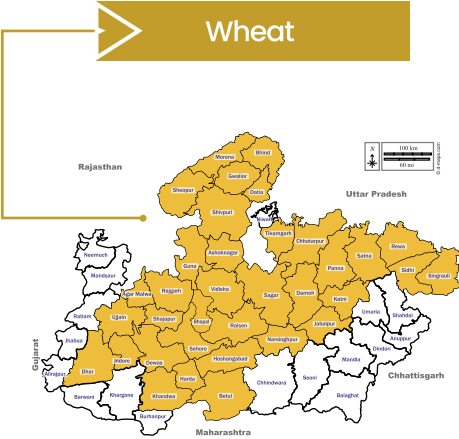 Wheat
Bhind
Morena
N
100 km
60 mi
© d-maps.com
Rajasthan
Gwalior
Sheopur
Datia
Uttar Pradesh
Shivpuri
Niwari
Tikamgarh
Chhatarpur
Rewa
Ashoknagar
Satna
Neemuch
Guna
Panna
Sidhi
Mandsaur
Singrauli
Agar Malwa
Rajgarh
Vidisha
Sagar
Damoh
Katni
Ratlam
Ujjain
Shajapur
Bhopal
Raisen
Jabalpur
Umaria
Shahdol
Jhabua
Narsinghpur
Anuppur
Gujarat
Indore
Dewas
Sehore
Hoshangabad
Mandla
Dindori
Alirajpur
Dhar
Harda
Chhindwara
Seoni
Chhattisgarh
Barwani
Khargone
Khandwa
Betul
Balaghat
Burhanpur
Maharashtra